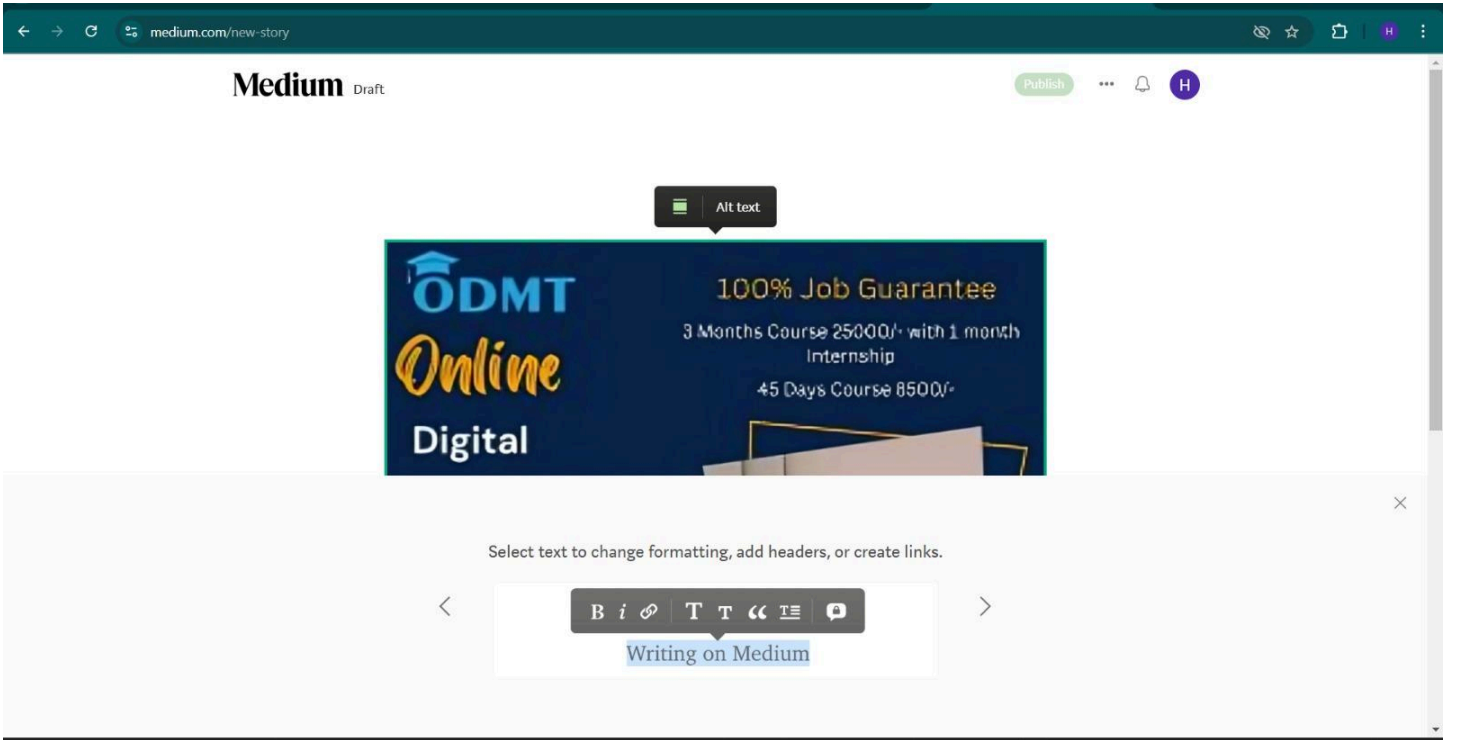 medium.com/new-story
H
Medium Draft
Publish
H
Alt text
ODMT
Online
Digital
100% Job Guarantee
3 Months Course 25000/- with 1 month
Internship
45 Days Course 8500/-
Select text to change formatting, add headers, or create links.
B i T T “ T
Writing on Medium